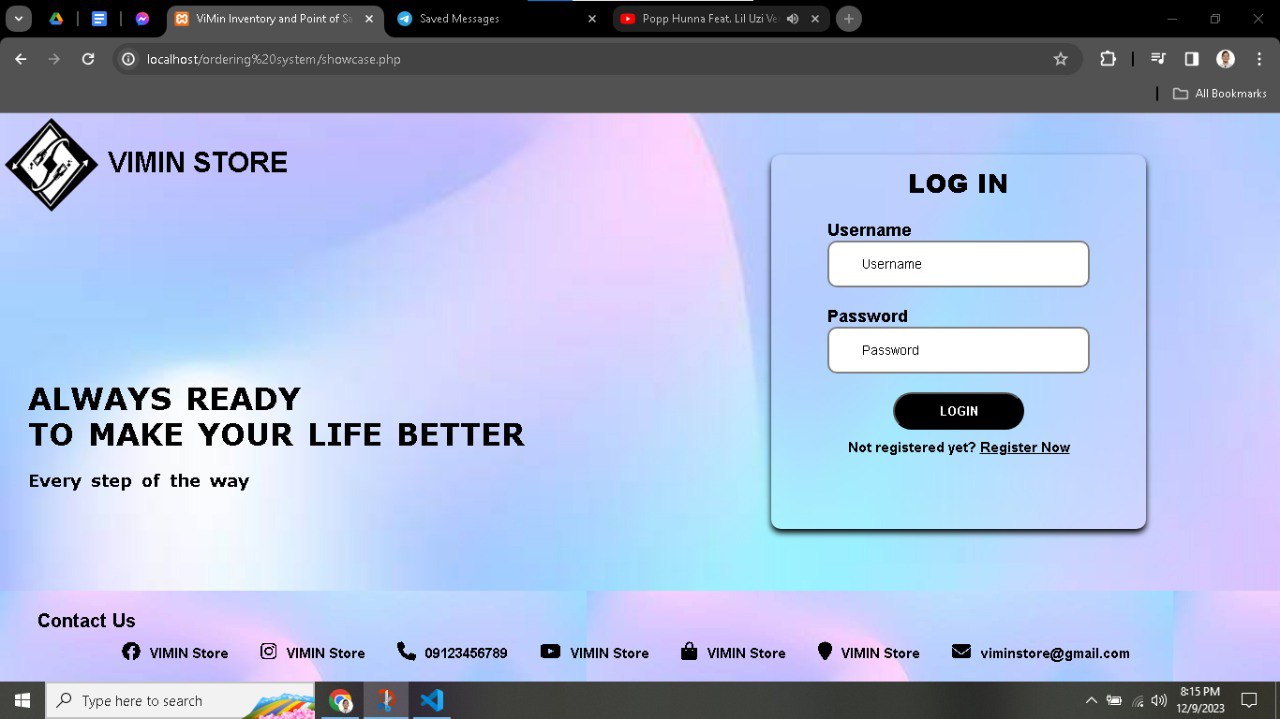 ViMin Inventory and Point of Sa
Saved Messages
Popp Hunna Feat. Lil Uzi Ve
localhost/ordering%20system/showcase.php
All Bookmarks
VIMIN STORE
LOG IN
Username
Username
Password
Password
LOGIN
Not registered yet? Register Now
ALWAYS READY
TO MAKE YOUR LIFE BETTER
Every step of the way
Contact Us
VIMIN Store VIMIN Store 09123456789 VIMIN Store VIMIN Store VIMIN Store viminstore@gmail.com
Type here to search
8:15 PM
12/9/2023